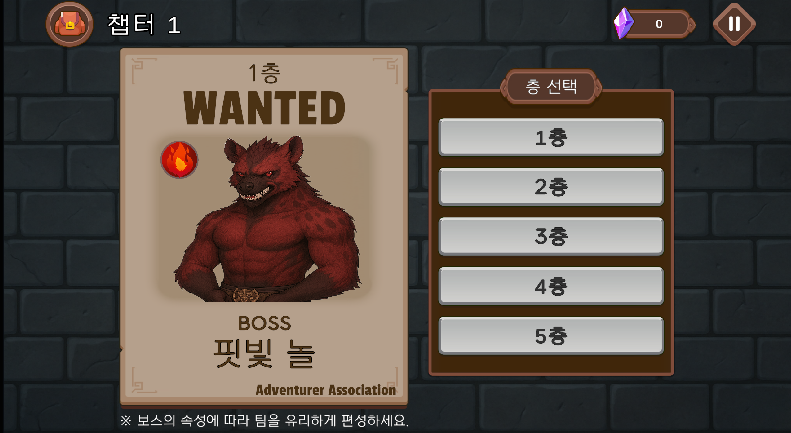 챕터 1
0
1층
WANTED
BOSS
핏빛 놀
Adventurer Association
※ 보스의 속성에 따라 팀을 유리하게 편성하세요.
층 선택
1층
2층
3층
4층
5층